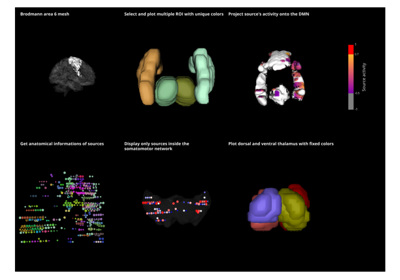 Brodmann area 6 mesh
Select and plot multiple ROI with unique colors
Project source's activity onto the DMN
Source activity
Get anatomical informations of sources
Display only sources inside the
somatomotor network
Plot dorsal and ventral thalamus with fixed colors